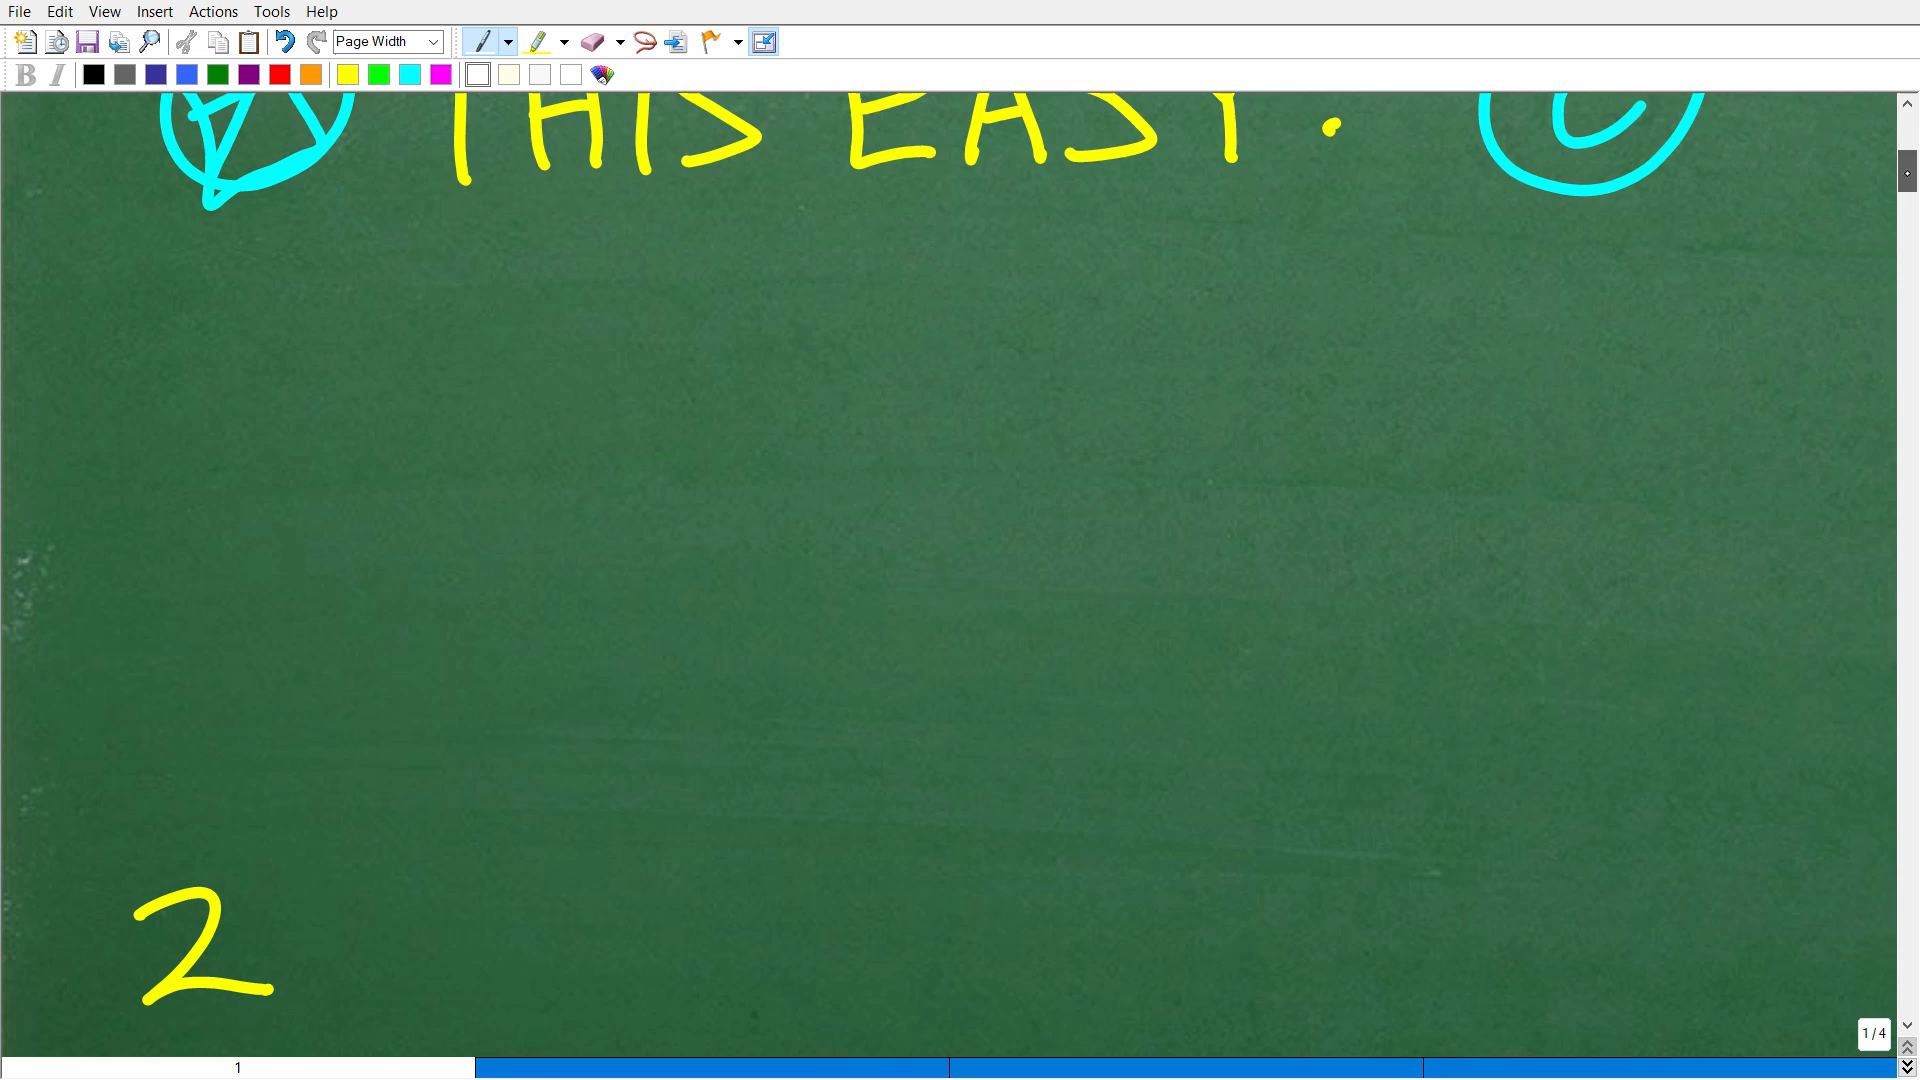 File Edit View Insert Actions Tools Help
Page Width
B I
THIS EASY.
2
1 / 4
1